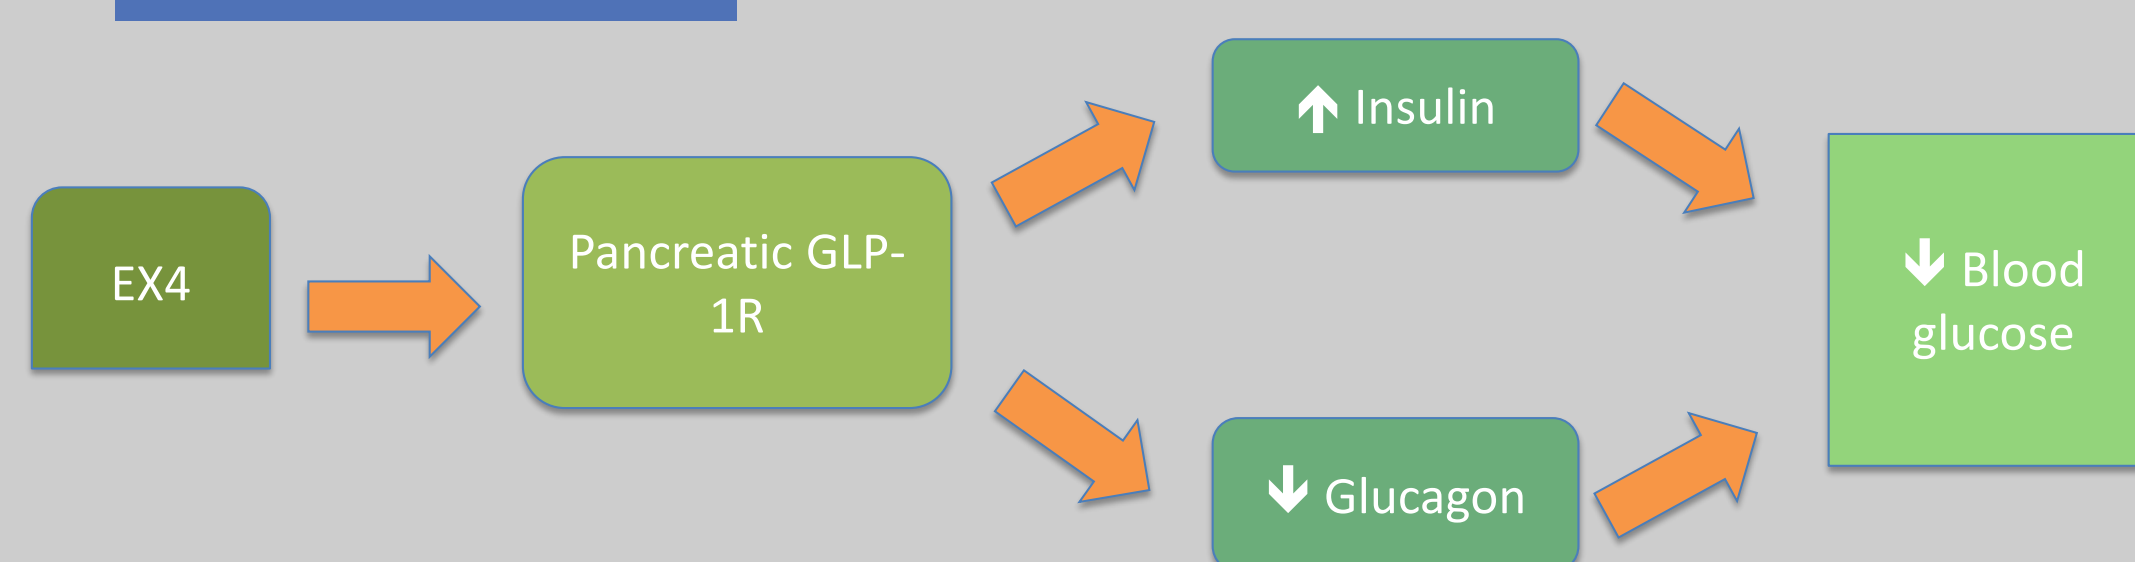 EX4
Pancreatic GLP-
1R
↑ Insulin
↓ Glucagon
↓ Blood
glucose